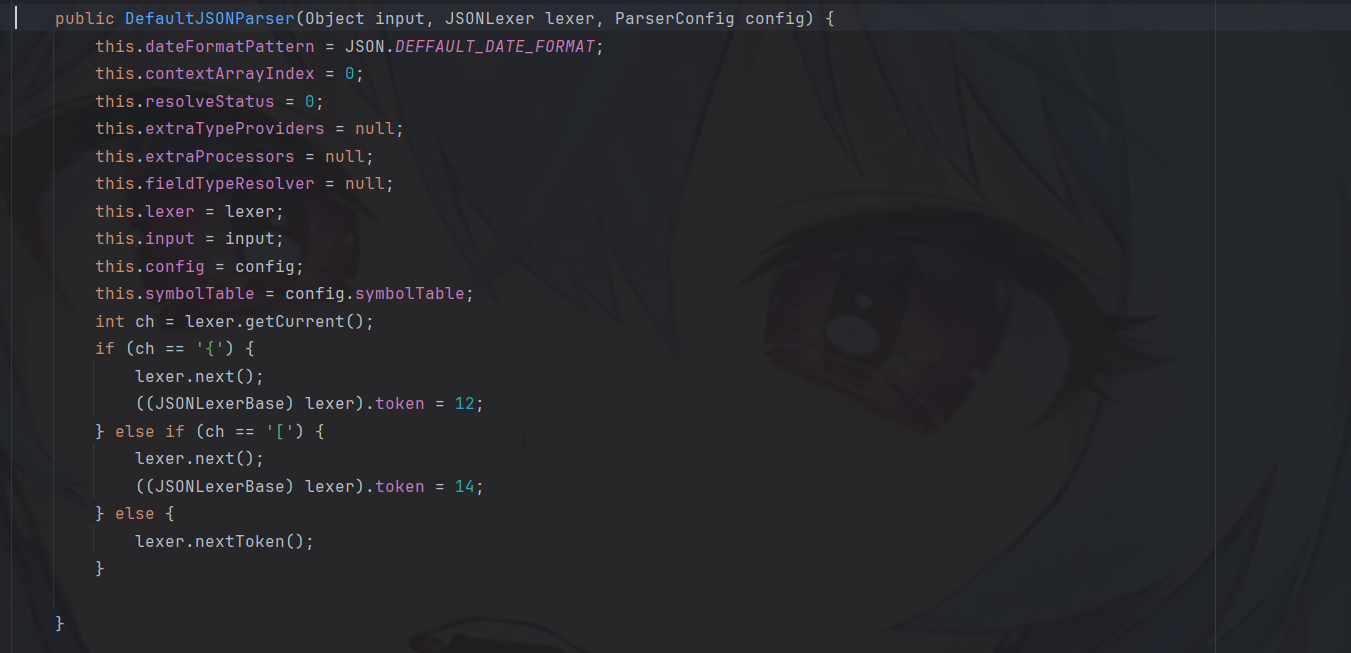 public DefaultJSONParser(Object input, JSONLexer lexer, ParserConfig config) {
this.dateFormatPattern = JSON.DEFFAULT_DATE_FORMAT;
this.contextArrayIndex = 0;
this.resolveStatus = 0;
this.extraTypeProviders = null;
this.extraProcessors = null;
this.fieldTypeResolver = null;
this.lexer = lexer;
this.input = input;
this.config = config;
this.symbolTable = config.symbolTable;
int ch = lexer.getCurrent();
if (ch == '{') {
lexer.next();
((JSONLexerBase) lexer).token = 12;
} else if (ch == '[') {
lexer.next();
((JSONLexerBase) lexer).token = 14;
} else {
lexer.nextToken();
}
}